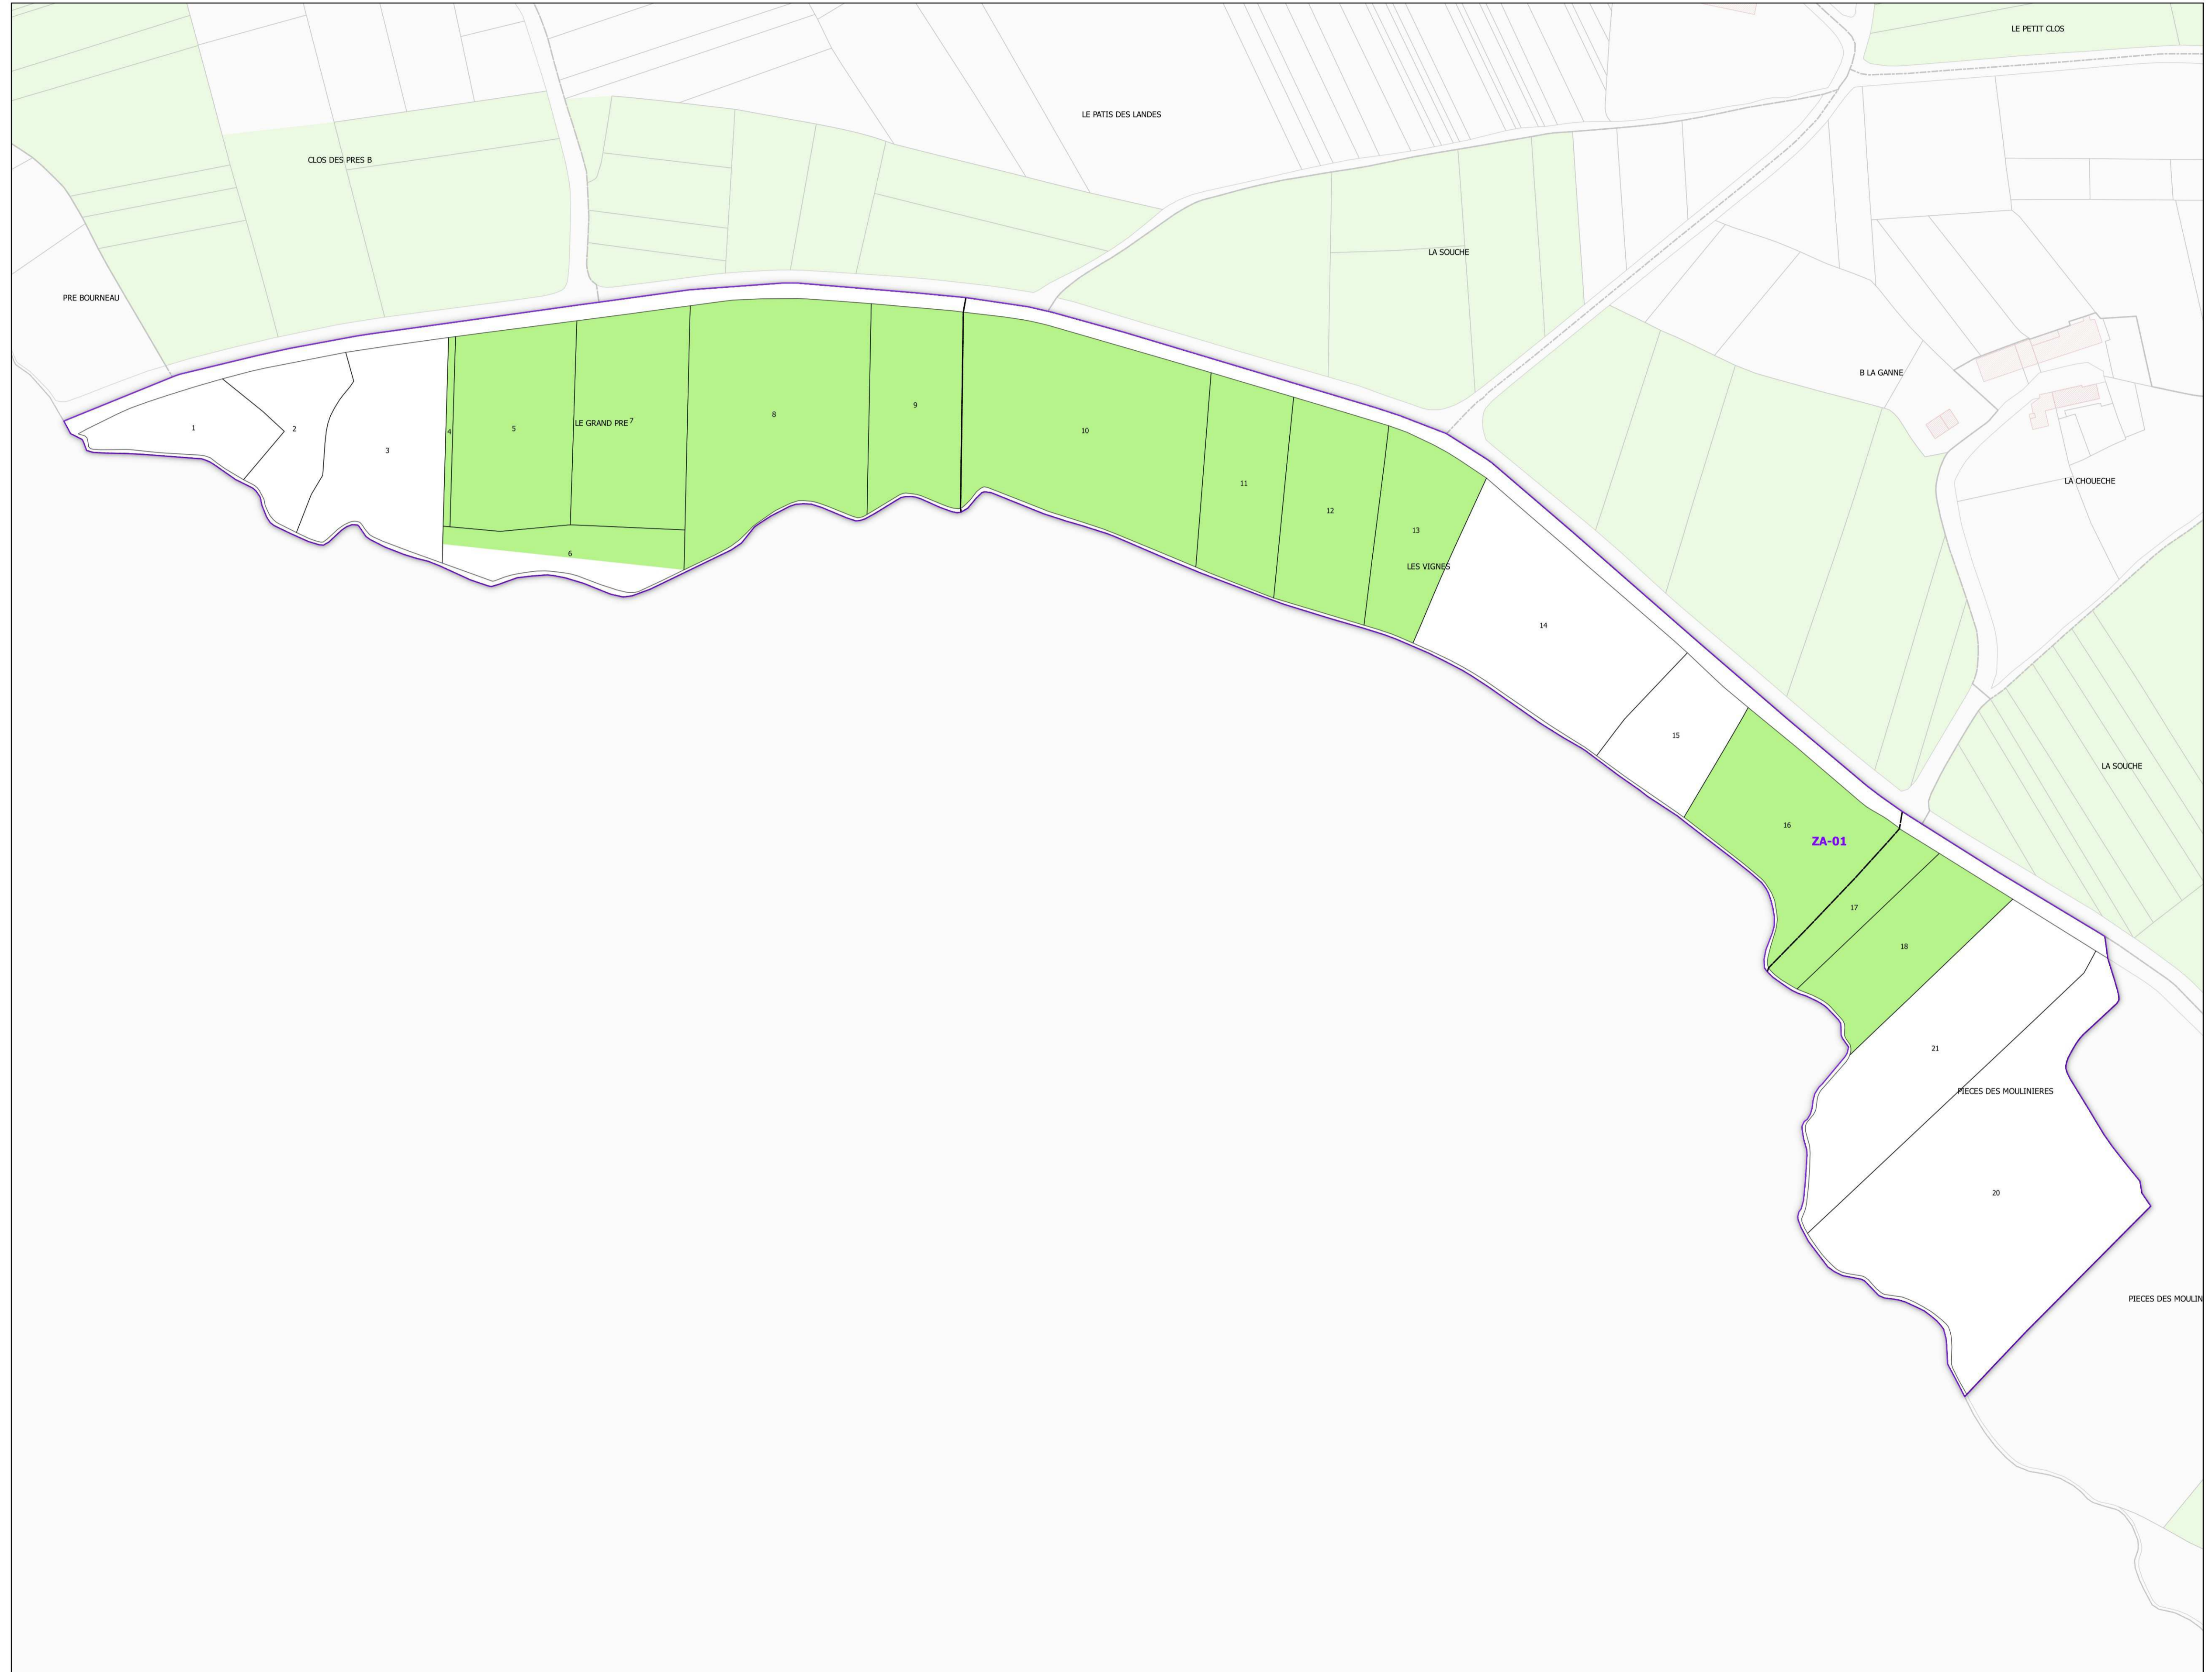 LE PETIT CLOS
LE PATIS DES LANDES
CLOS DES PRES B
LA SOUCHE
PRE BOURNEAU
B LA GANNE
9
LE GRAND PRE 7
1
2
4
5
8
10
3
LA CHOUECHE
11
12
13
6
LES VIGNES
14
15
LA SOUCHE
16
ZA-01
17
18
21
PIECES DES MOULINIERES
20
PIECES DES MOULIN